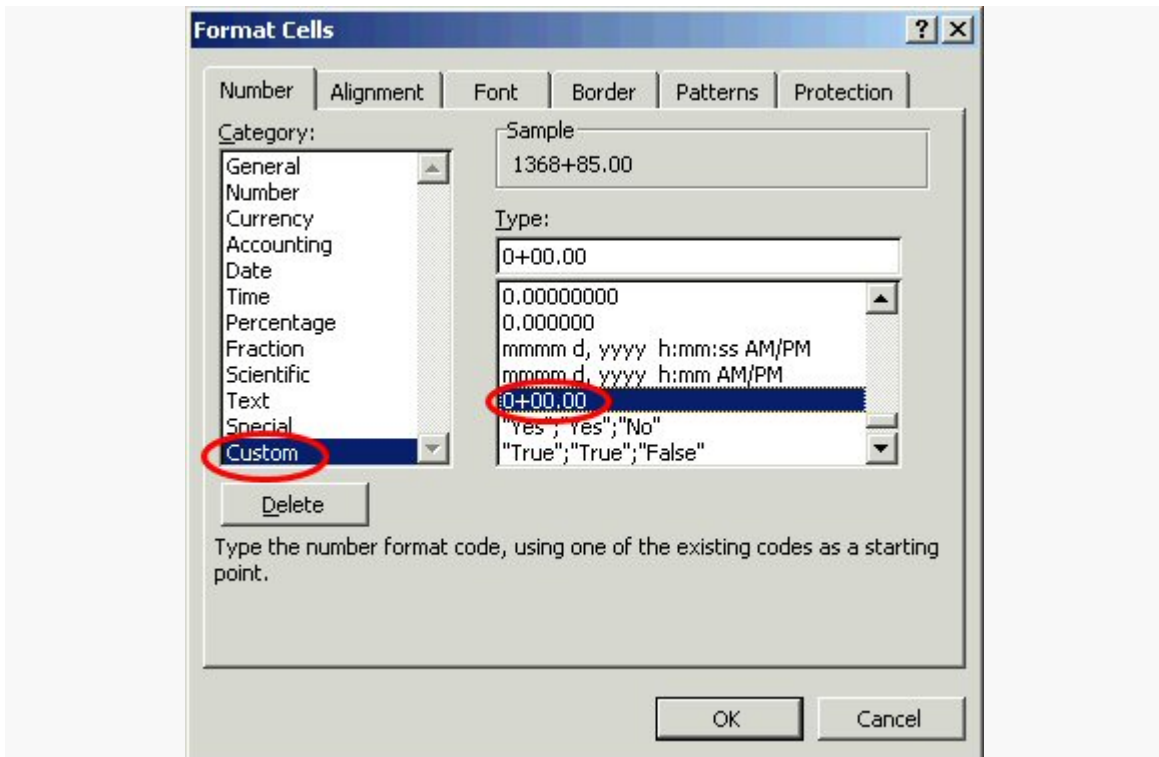 Format Cells
Number Alignment Font Border Patterns Protection
Category:
General
Number
Currency
Accounting
Date
Time
Percentage
Fraction
Scientific
Text
Special
Custom
Sample
1368+85.00
Type:
0+00.00
0.00000000
0.000000
mmmm d, yyyy h:mm:ss AM/PM
mmmm d, yyyy h:mm AM/PM
0+00.00
"Yes";"Yes";"No"
"True";"True";"False"
Delete
Type the number format code, using one of the existing codes as a starting
point.
OK Cancel